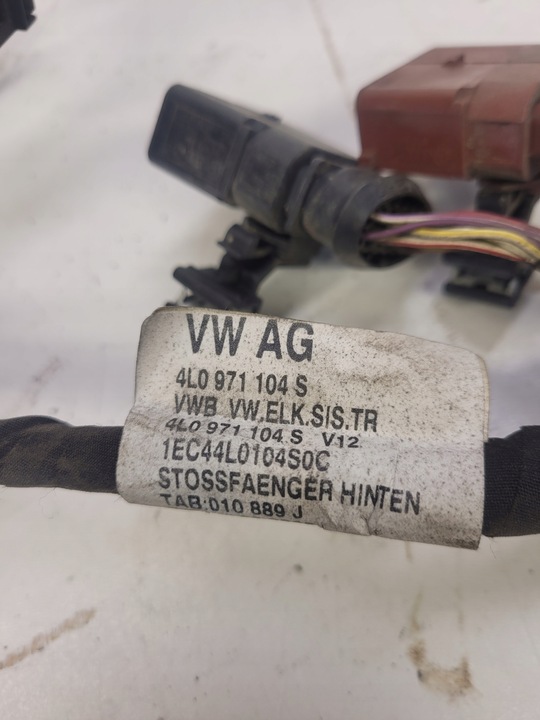 VW AG
4L0 971 104 S
VWB VW.ELK.SIS.TR
4L0 971 104 S V12
1EC44L0104S0C
STOSSFAENGER HINTEN
TAB:010 889 J